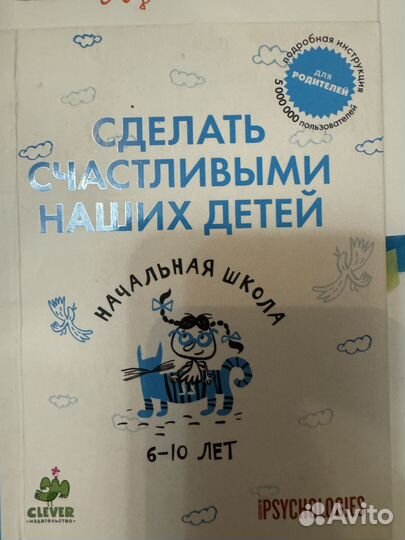 подробная инструкция
для
РОДИТЕЛЕЙ
5 000 000 пользователей
СДЕЛАТЬ
СЧАСТЛИВЫМИ
НАШИХ ДЕТЕЙ
НАЧАЛЬНАЯ ШКОЛА
6-10 ЛЕТ
CLEVER
ИЗДАТЕЛЬСТВО
PSYCHOLOGIES
Avito